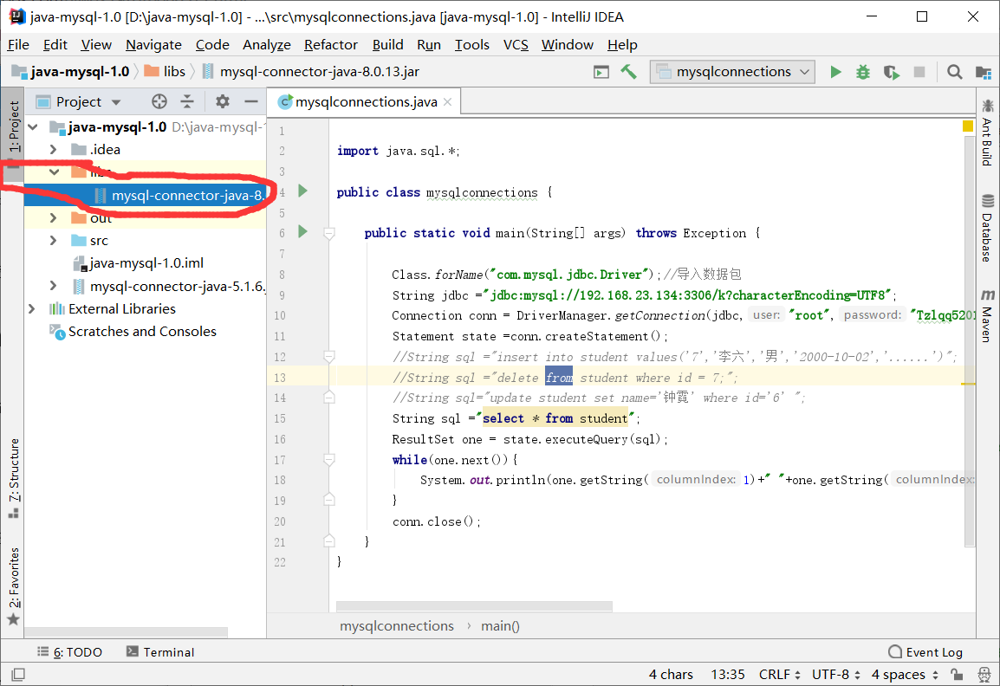 java-mysql-1.0 [D:\java-mysql-1.0] - ...\src\mysqlconnections.java [java-mysql-1.0] - IntelliJ IDEA
File Edit View Navigate Code Analyze Refactor Build Run Tools VCS Window Help
java-mysql-1.0 libs mysql-connector-java-8.0.13.jar mysqlconnections
1: Project
7: Structure
2: Favorites
Project
java-mysql-1.0 D:\java-mysql-1
.idea
mysql-connector-java-8.
out
src
java-mysql-1.0.iml
mysql-connector-java-5.1.6.
External Libraries
Scratches and Consoles
mysqlconnections.java
1
2 import java.sql.*;
3
4 public class mysqlconnections {
5
6 public static void main(String[] args) throws Exception {
7
8 Class.forName("com.mysql.jdbc.Driver");//导入数据包
9 String jdbc ="jdbc:mysql://192.168.23.134:3306/k?characterEncoding=UTF8";
10 Connection conn = DriverManager.getConnection(jdbc, user: "root", password: "Tzlqq5201
11 Statement state =conn.createStatement();
12 //String sql ="insert into student values('7','李六','男','2000-10-02','......')";
13 //String sql ="delete from student where id = 7;";
14 //String sql="update student set name='钟霓' where id='6' ";
15 String sql ="select * from student";
16 ResultSet one = state.executeQuery(sql);
17 while(one.next()){
18 System.out.println(one.getString( columnIndex: 1)+" "+one.getString( columnIndex:
19 }
20 conn.close();
21 }
22 }
mysqlconnections › main()
Ant Build
Database
Maven
6: TODO Terminal Event Log
4 chars 13:35 CRLF UTF-8 4 spaces